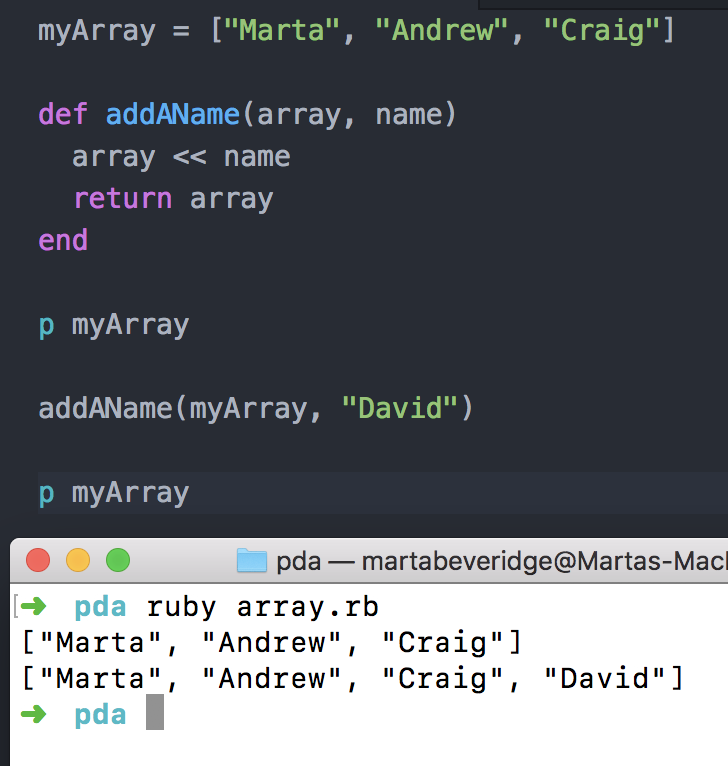 myArray = ["Marta", "Andrew", "Craig"]
def addAName(array, name)
array << name
return array
end
p myArray
addAName(myArray, "David")
p myArray
pda — martabeveridge@Martas-Mac
[➜ pda ruby array.rb
["Marta", "Andrew", "Craig"]
["Marta", "Andrew", "Craig", "David"]
➜ pda